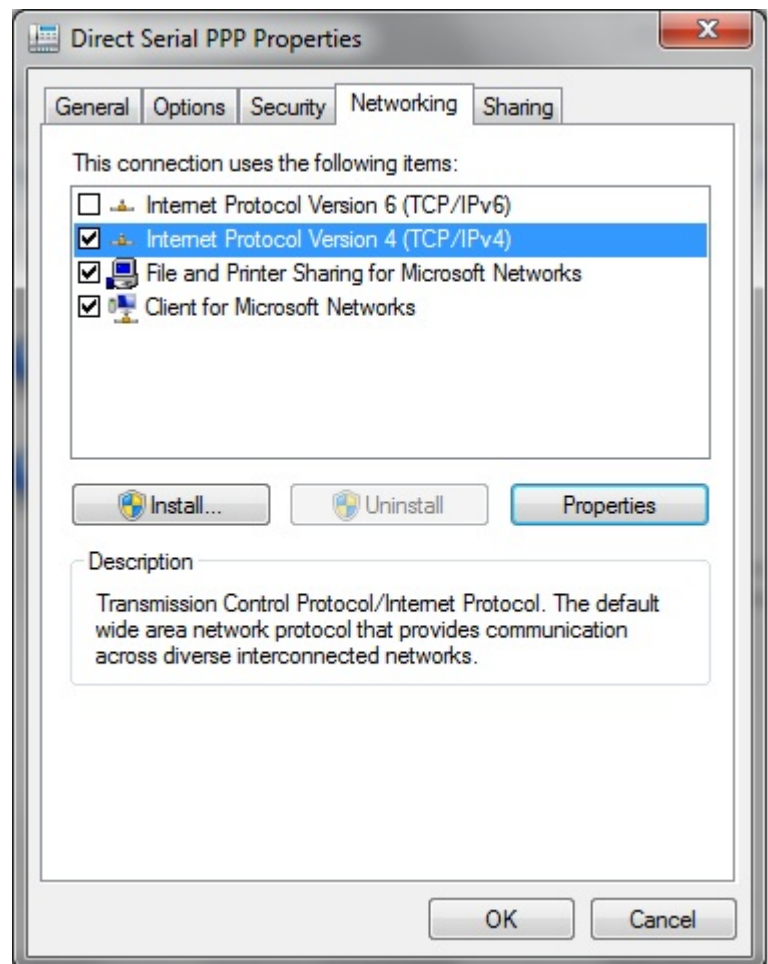 Direct Serial PPP Properties
General Options Security Networking Sharing
This connection uses the following items:
Internet Protocol Version 6 (TCP/IPv6)
Internet Protocol Version 4 (TCP/IPv4)
File and Printer Sharing for Microsoft Networks
Client for Microsoft Networks
Install... Uninstall Properties
Description
Transmission Control Protocol/Internet Protocol. The default
wide area network protocol that provides communication
across diverse interconnected networks.
OK Cancel